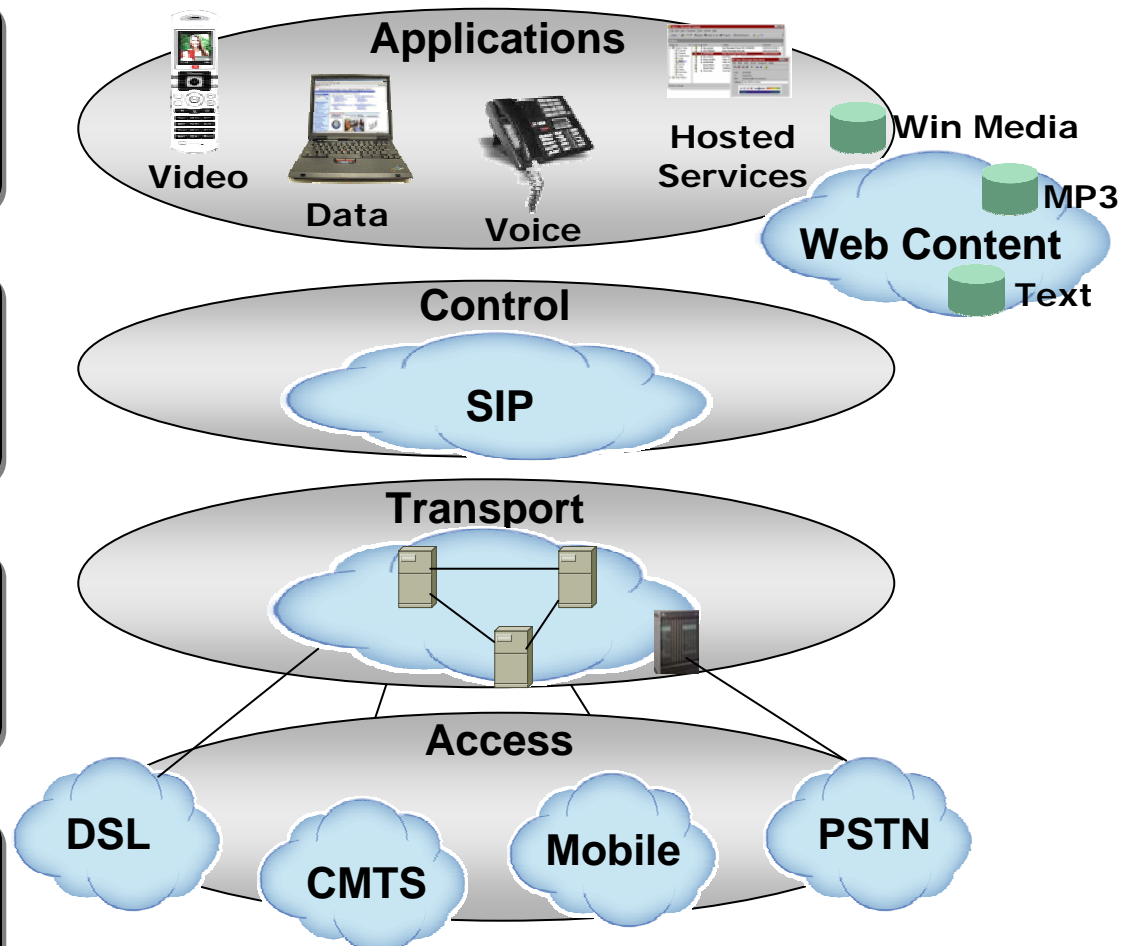 Applications
Video
Data
Voice
Hosted
Services
Win Media
MP3
Web Content
Text
Control
SIP
Transport
Access
DSL
CMTS
Mobile
PSTN